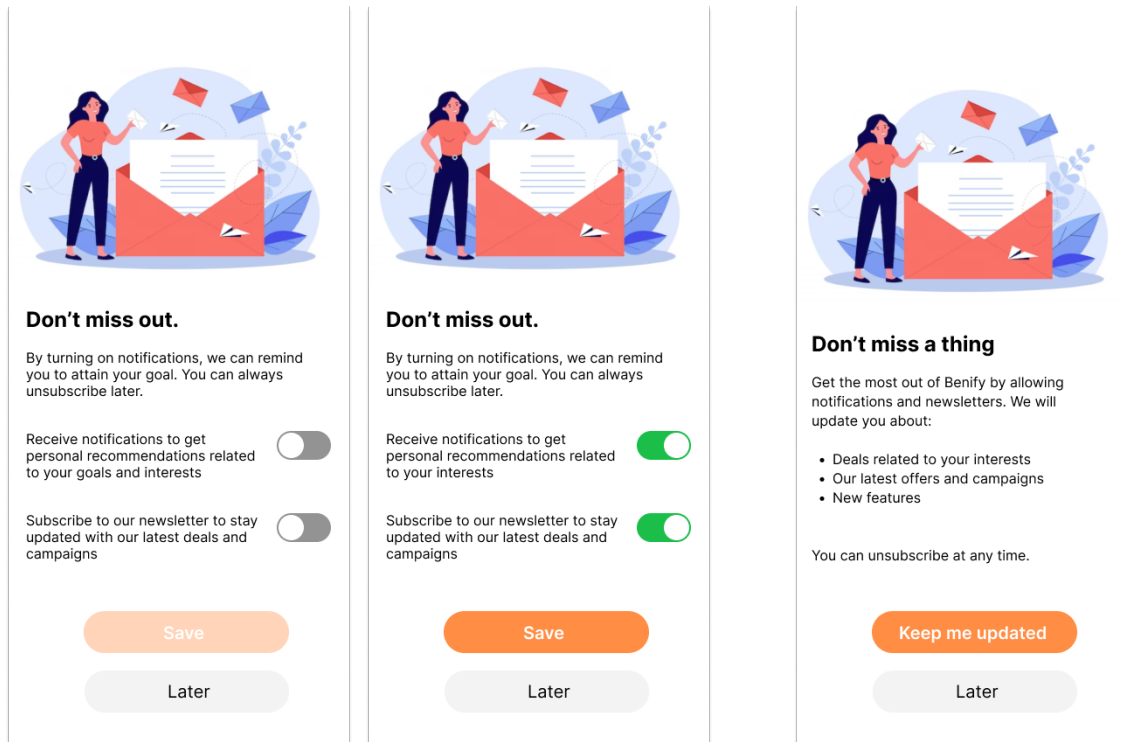 Don’t miss out.
By turning on notifications, we can remind
you to attain your goal. You can always
unsubscribe later.
Receive notifications to get
personal recommendations related
to your goals and interests
Subscribe to our newsletter to stay
updated with our latest deals and
campaigns
Save
Later
Don’t miss out.
By turning on notifications, we can remind
you to attain your goal. You can always
unsubscribe later.
Receive notifications to get
personal recommendations related
to your interests
Subscribe to our newsletter to stay
updated with our latest deals and
campaigns
Save
Later
Don’t miss a thing
Get the most out of Benify by allowing
notifications and newsletters. We will
update you about:
• Deals related to your interests
• Our latest offers and campaigns
• New features
You can unsubscribe at any time.
Keep me updated
Later